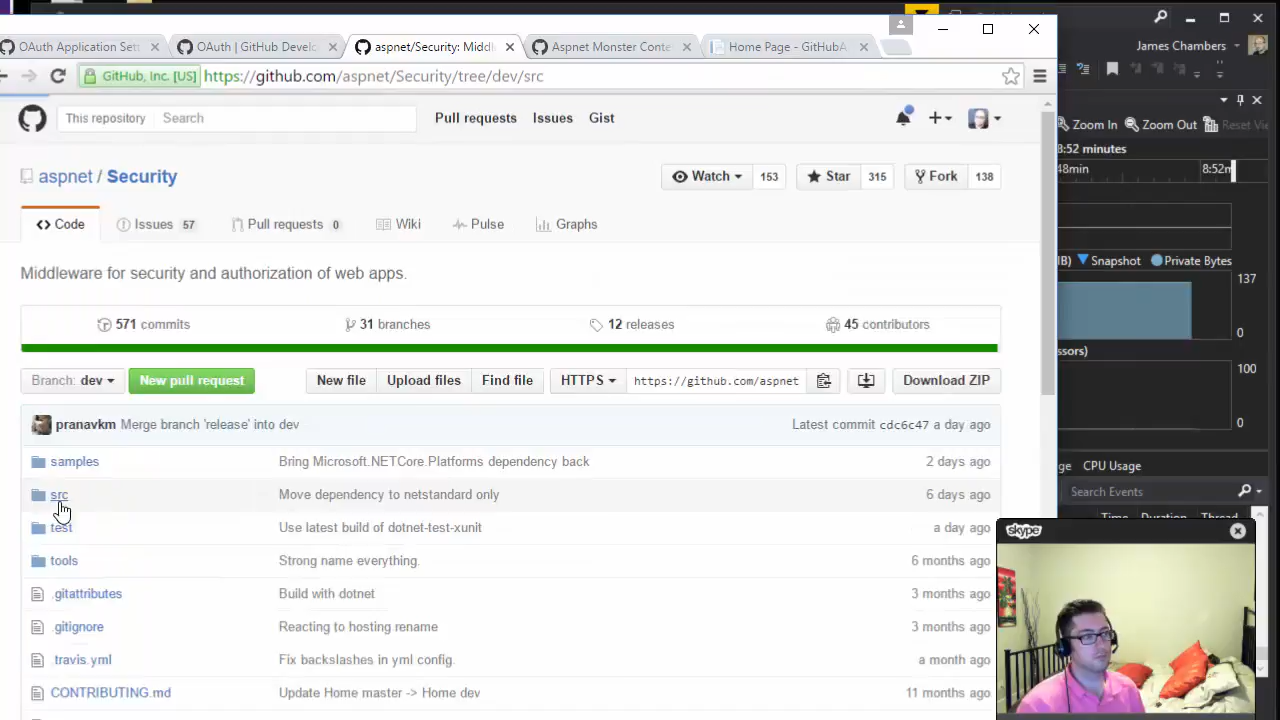 James Chambers
OAuth Application Set
OAuth | GitHub Develo
aspnet/Security: Middl
Aspnet Monster Conte
Home Page - GitHubA
GitHub, Inc. [US]
https://github.com/aspnet/Security/tree/dev/src
Zoom In
Zoom Out
Reset Vi
This repository
Search
Pull requests
Issues
Gist
8:52 minutes
48min
8:52m
aspnet / Security
Watch
153
Star
315
Fork
138
Code
Issues 57
Pull requests 0
Wiki
Pulse
Graphs
Snapshot
Private Bytes
137
0
Middleware for security and authorization of web apps.
571 commits
31 branches
12 releases
45 contributors
ssors)
100
0
Branch: dev
New pull request
New file
Upload files
Find file
HTTPS
https://github.com/aspnet
Download ZIP
pranavkm Merge branch 'release' into dev
Latest commit cdc6c47 a day ago
samples
Bring Microsoft.NETCore.Platforms dependency back
2 days ago
ge
CPU Usage
src
Move dependency to netstandard only
6 days ago
Search Events
Time
Duration
Thread
test
Use latest build of dotnet-test-xunit
a day ago
skype
tools
Strong name everything.
6 months ago
.gitattributes
Build with dotnet
3 months ago
.gitignore
Reacting to hosting rename
3 months ago
.travis.yml
Fix backslashes in yml config.
a month ago
CONTRIBUTING.md
Update Home master -> Home dev
11 months ago